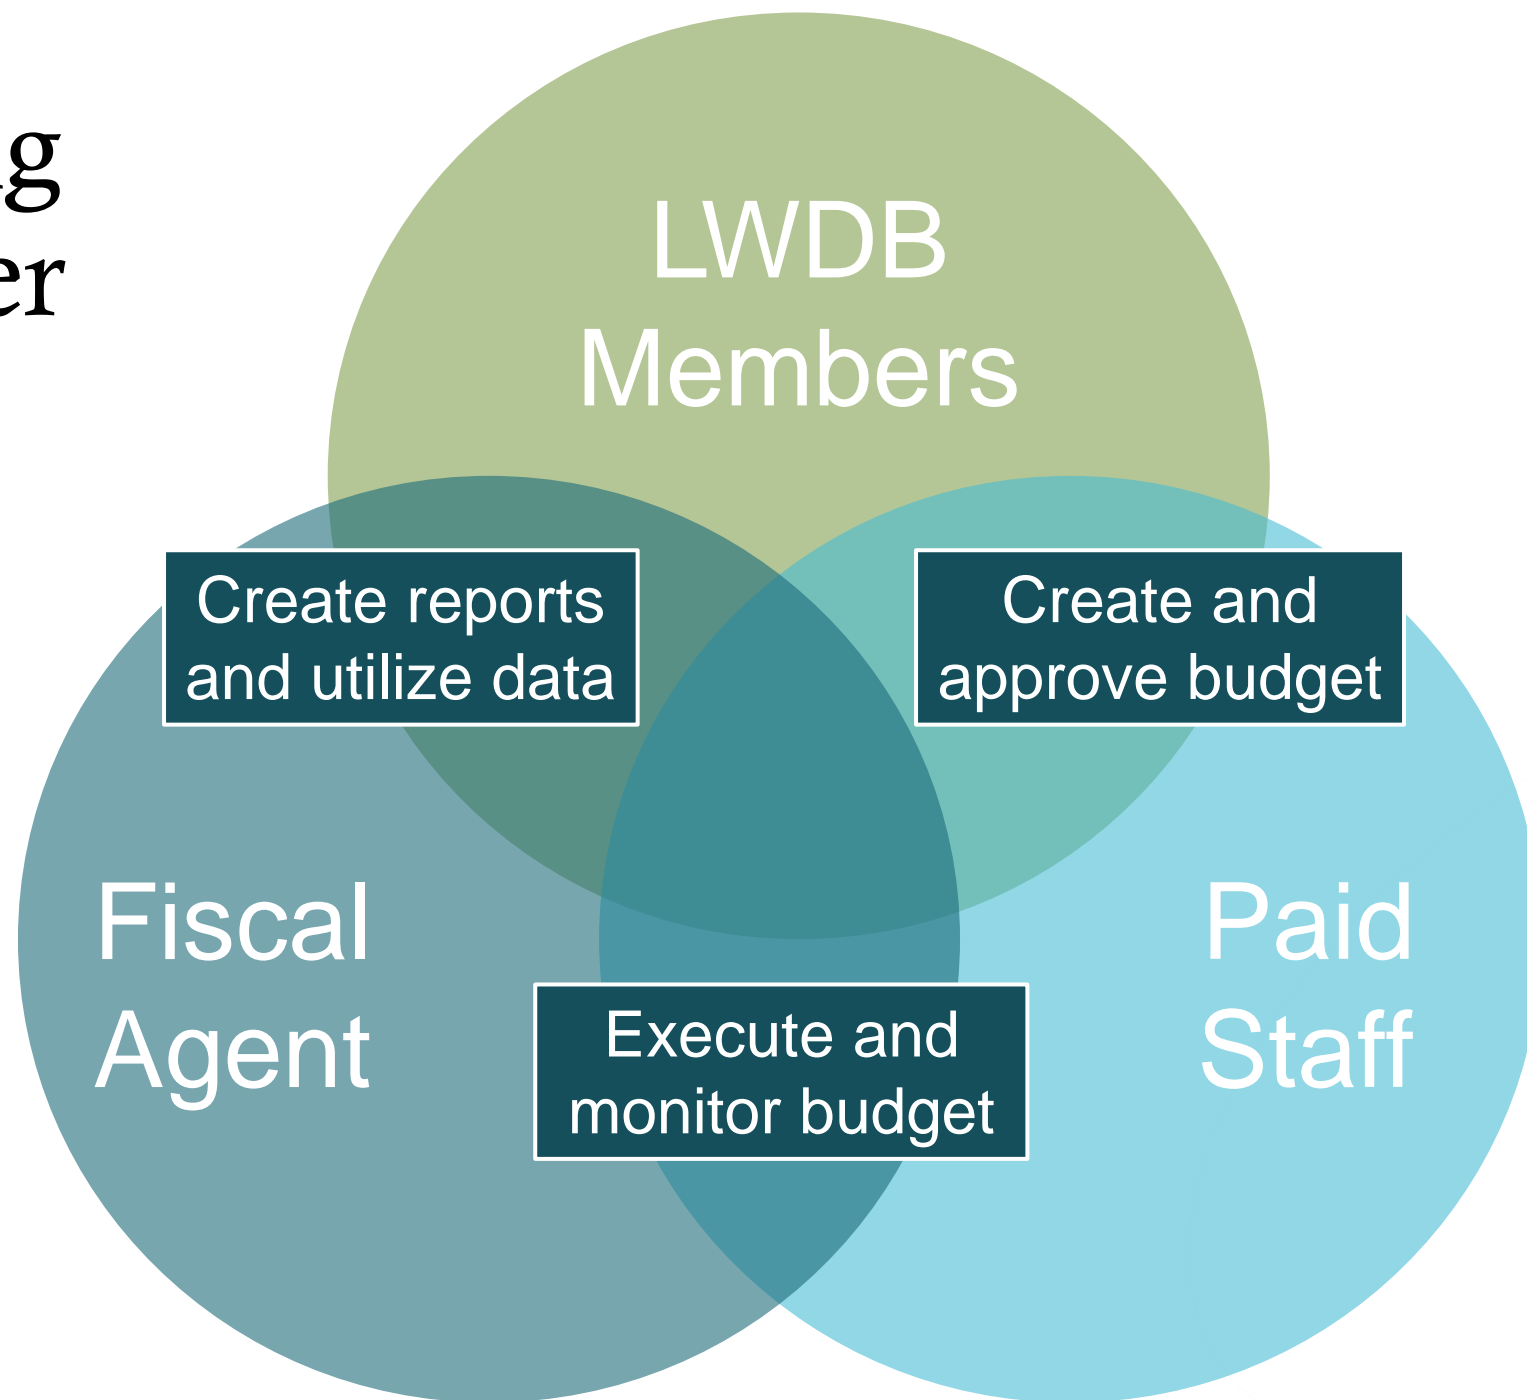 LWDB
Members
Create reports
and utilize data
Create and
approve budget
Fiscal
Agent
Paid
Staff
Execute and
monitor budget